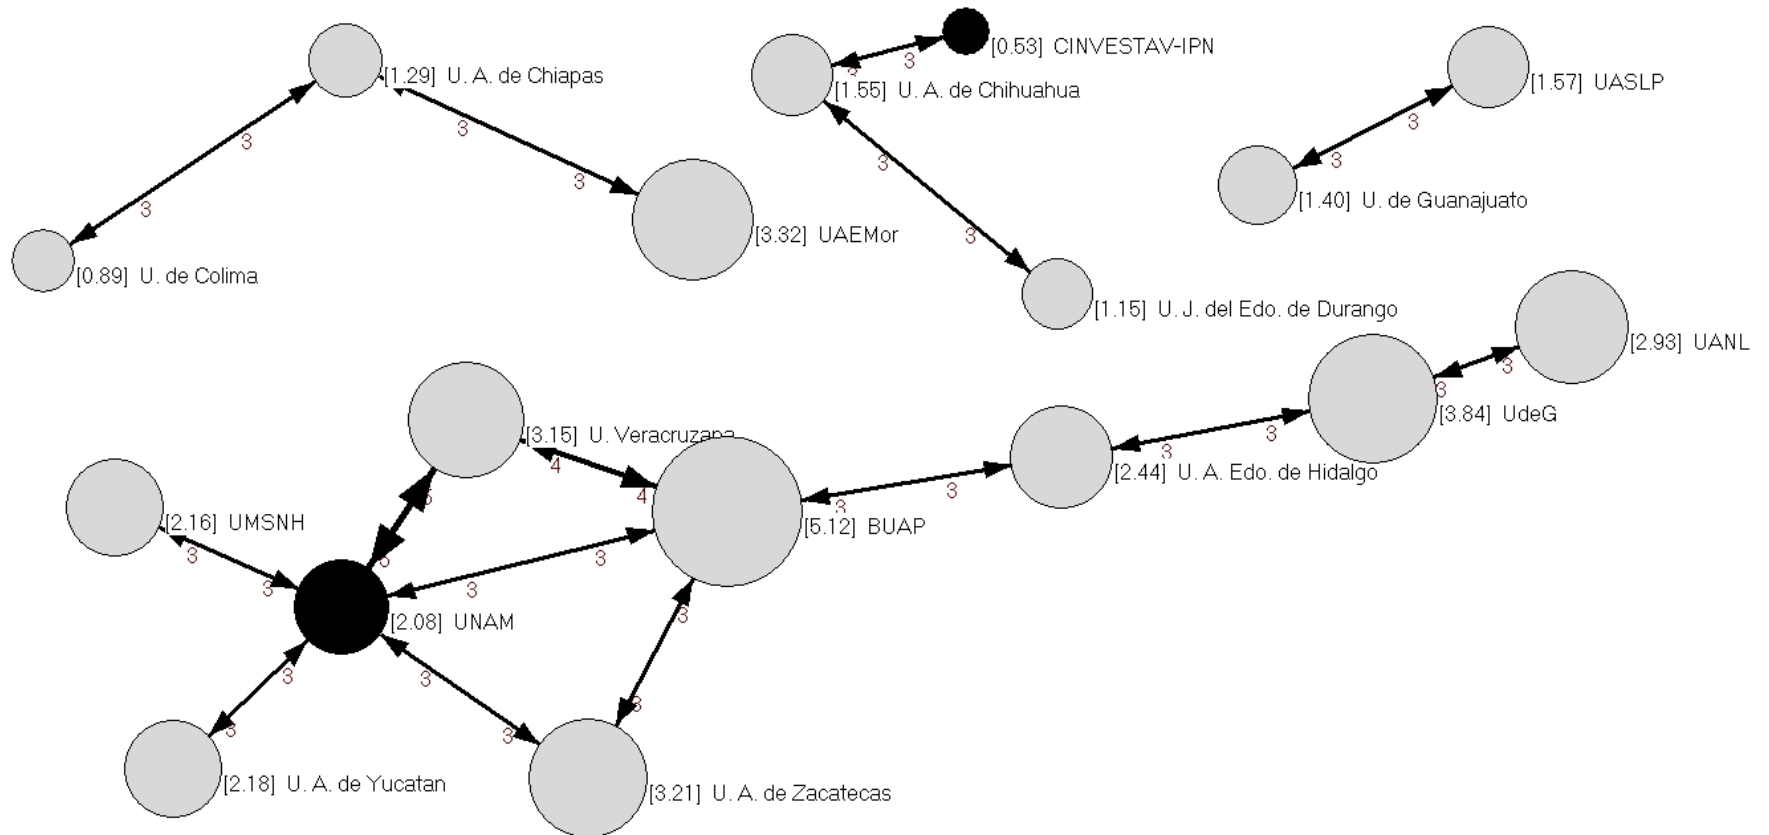 [0.53] CINVESTAV-IPN
[1.29] U. A. de Chiapas
3
3
[1.57] UASLP
[1.55] U. A. de Chihuahua
3
3
3
3
3
3
3
3
[1.40] U. de Guanajuato
3
[3.32] UAEMor
3
[0.89] U. de Colima
[1.15] U. J. del Edo. de Durango
[2.93] UANL
3
3
[3.84] UdeG
[3.15] U. Veracruzana
3
4
3
[2.44] U. A. Edo. de Hidalgo
4
3
3
[2.16] UMSNH
[5.12] BUAP
3
3
5
3
3
[2.08] UNAM
3
3
3
3
3
3
3
[2.18] U. A. de Yucatan
[3.21] U. A. de Zacatecas